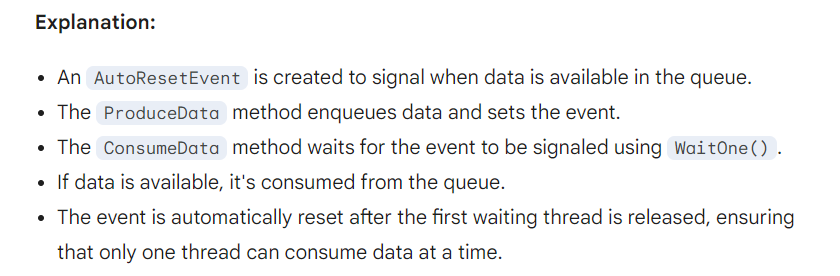 Explanation:
• An AutoResetEvent is created to signal when data is available in the queue.
• The ProduceData method enqueues data and sets the event.
• The ConsumeData method waits for the event to be signaled using WaitOne() .
• If data is available, it's consumed from the queue.
• The event is automatically reset after the first waiting thread is released, ensuring
that only one thread can consume data at a time.